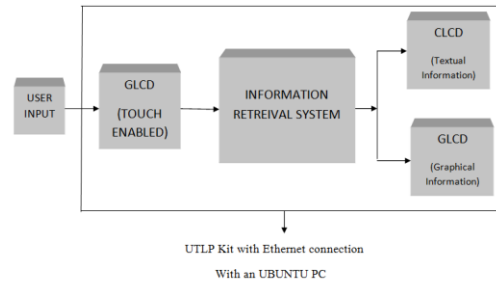 USER
INPUT
GLCD
(TOUCH
ENABLED)
INFORMATION
RETREIVAL SYSTEM
CLCD
(Textual
Information)
GLCD
(Graphical
Information)
UTLP Kit with Ethernet connection
With an UBUNTU PC